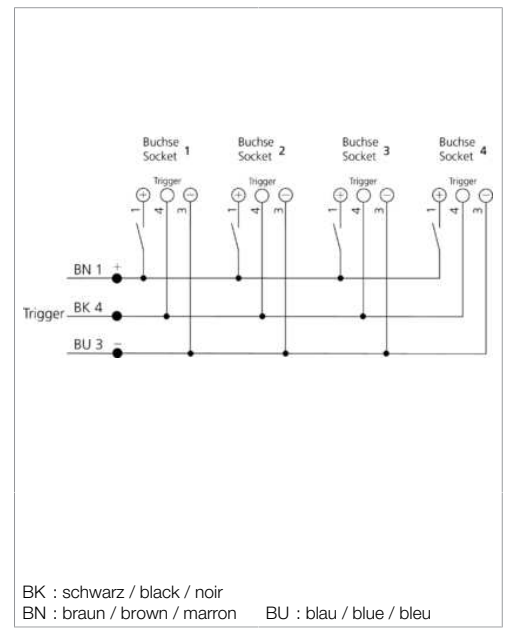 Buchse Socket 1 Buchse Socket 2 Buchse Socket 3 Buchse Socket 4
Trigger Trigger Trigger Trigger
+ − + − + − + −
1 4 3 1 4 3 1 4 3 1 4 3
BN 1 +
Trigger BK 4
BU 3 −
BK : schwarz / black / noir
BN : braun / brown / marron BU : blau / blue / bleu